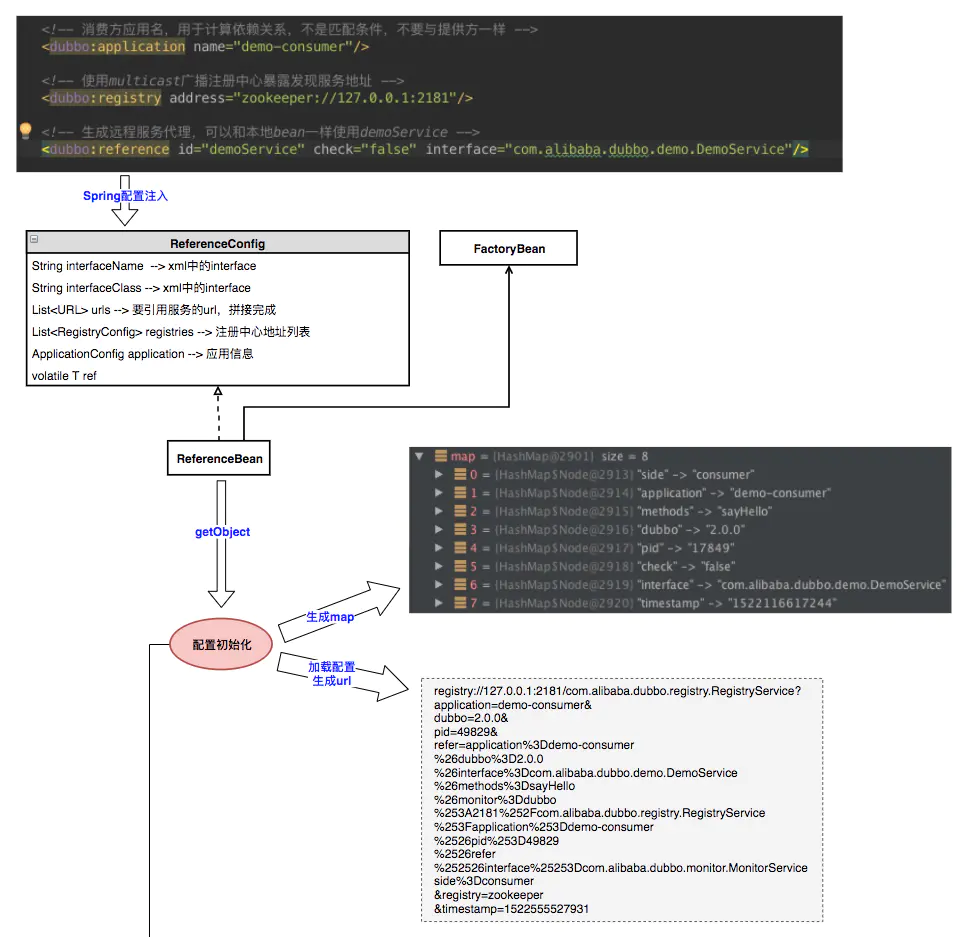 <!-- 消费方应用名，用于计算依赖关系，不是匹配条件，不要与提供方一样 -->
<dubbo:application name="demo-consumer"/>
<!-- 使用multicast广播注册中心暴露发现服务地址 -->
<dubbo:registry address="zookeeper://127.0.0.1:2181"/>
<!-- 生成远程服务代理，可以和本地bean一样使用demoService -->
<dubbo:reference id="demoService" check="false" interface="com.alibaba.dubbo.demo.DemoService"/>
Spring配置注入
ReferenceConfig
String interfaceName --> xml中的interface
String interfaceClass --> xml中的interface
List<URL> urls --> 要引用服务的url，拼接完成
List<RegistryConfig> registries --> 注册中心地址列表
ApplicationConfig application --> 应用信息
volatile T ref
FactoryBean
ReferenceBean
getObject
map = {HashMap@2901} size = 8
0 = {HashMap$Node@2913} "side" -> "consumer"
1 = {HashMap$Node@2914} "application" -> "demo-consumer"
2 = {HashMap$Node@2915} "methods" -> "sayHello"
3 = {HashMap$Node@2916} "dubbo" -> "2.0.0"
4 = {HashMap$Node@2917} "pid" -> "17849"
5 = {HashMap$Node@2918} "check" -> "false"
6 = {HashMap$Node@2919} "interface" -> "com.alibaba.dubbo.demo.DemoService"
7 = {HashMap$Node@2920} "timestamp" -> "1522116617244"
生成map
配置初始化
加载配置
生成url
registry://127.0.0.1:2181/com.alibaba.dubbo.registry.RegistryService?
application=demo-consumer&
dubbo=2.0.0&
pid=49829&
refer=application%3Ddemo-consumer
%26dubbo%3D2.0.0
%26interface%3Dcom.alibaba.dubbo.demo.DemoService
%26methods%3DsayHello
%26monitor%3Ddubbo
%253A2181%252Fcom.alibaba.dubbo.registry.RegistryService
%253Fapplication%253Ddemo-consumer
%2526pid%253D49829
%2526refer
%252526interface%25253Dcom.alibaba.dubbo.monitor.MonitorService
side%3Dconsumer
&registry=zookeeper
&timestamp=1522555527931